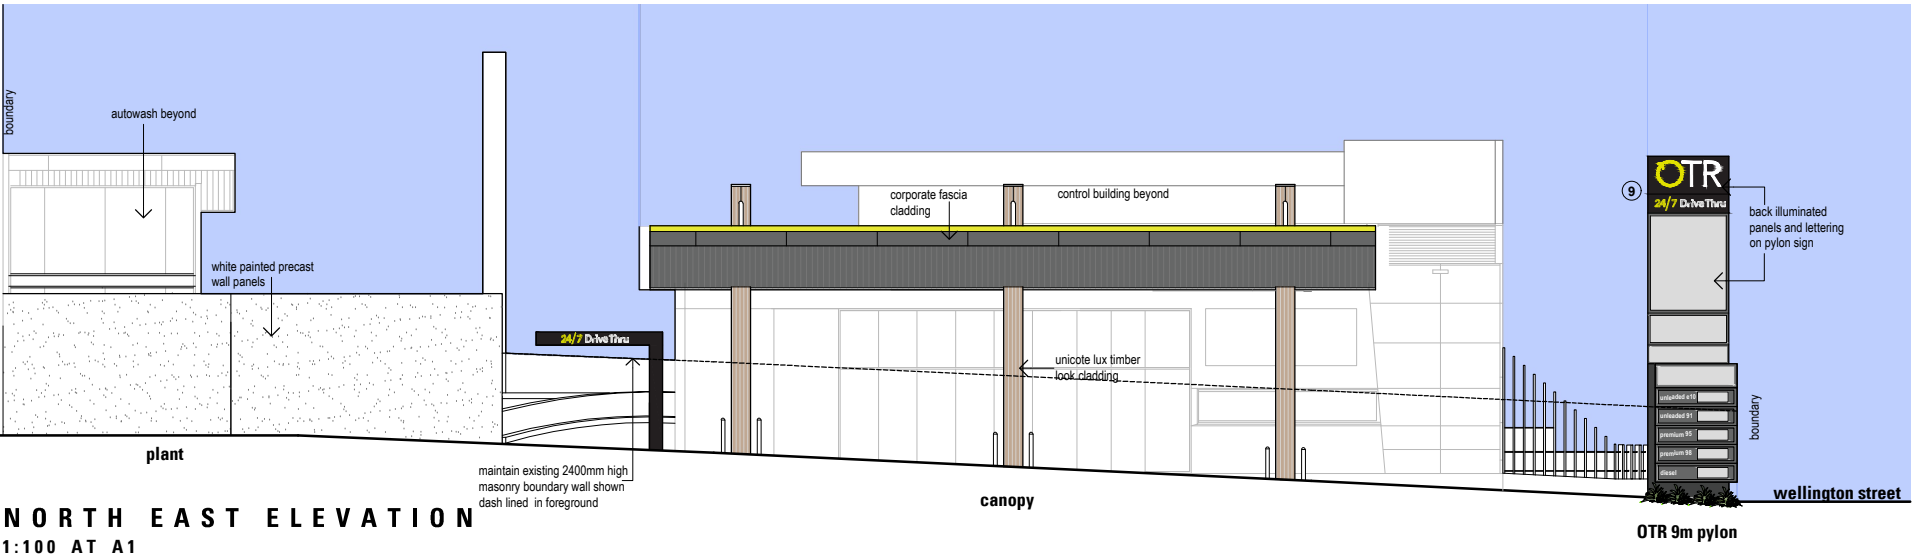 boundary
autowash beyond
white painted precast
wall panels
plant
24/7 DriveThru
maintain existing 2400mm high
masonry boundary wall shown
dash lined in foreground
corporate fascia
cladding
control building beyond
unicote lux timber
look cladding
canopy
9
OTR
24/7 DriveThru
back illuminated
panels and lettering
on pylon sign
unleaded e10
unleaded 91
premium 95
premium 98
diesel
boundary
wellington street
OTR 9m pylon
NORTH EAST ELEVATION
1:100 AT A1